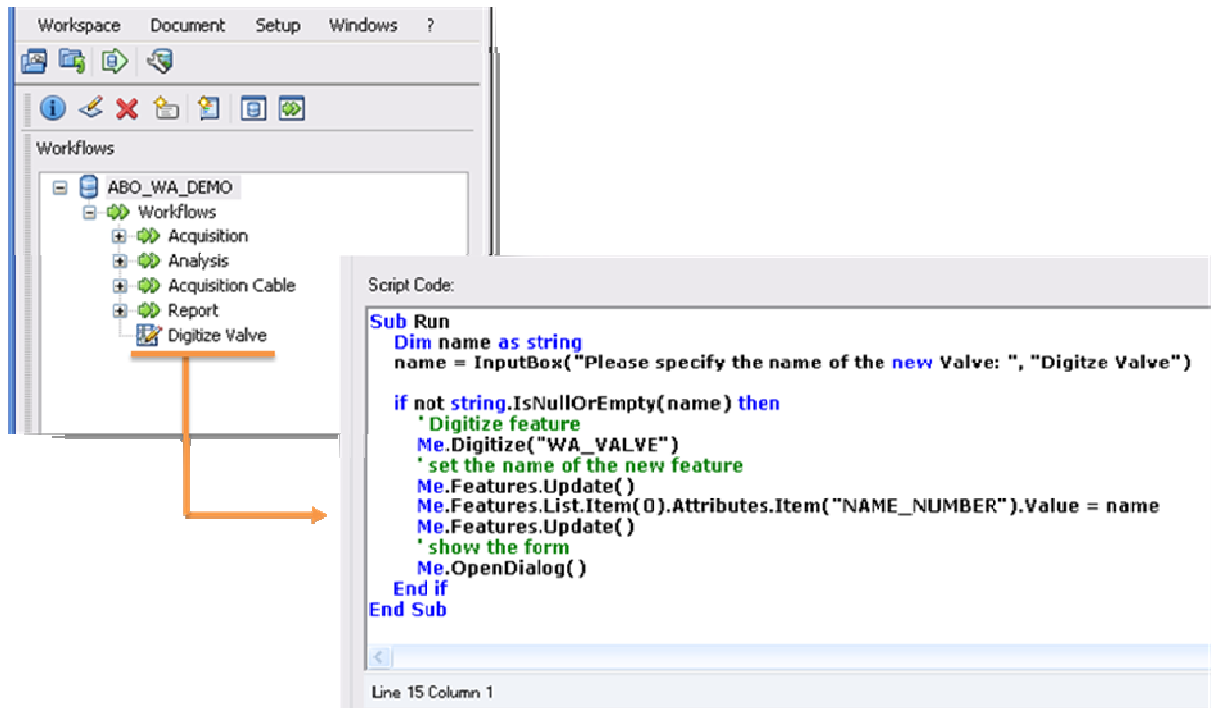 Workspace Document Setup Windows ?
Workflows
ABO_WA_DEMO
Workflows
Acquisition
Analysis
Acquisition Cable
Report
Digitize Valve
Script Code:
Sub Run
Dim name as string
name = InputBox("Please specify the name of the new Valve: ", "Digitze Valve")
if not string.IsNullOrEmpty(name) then
' Digitize feature
Me.Digitize("WA_VALVE")
' set the name of the new feature
Me.Features.Update()
Me.Features.List.Item(0).Attributes.Item("NAME_NUMBER").Value = name
Me.Features.Update()
' show the form
Me.OpenDialog()
End if
End Sub
Line 15 Column 1